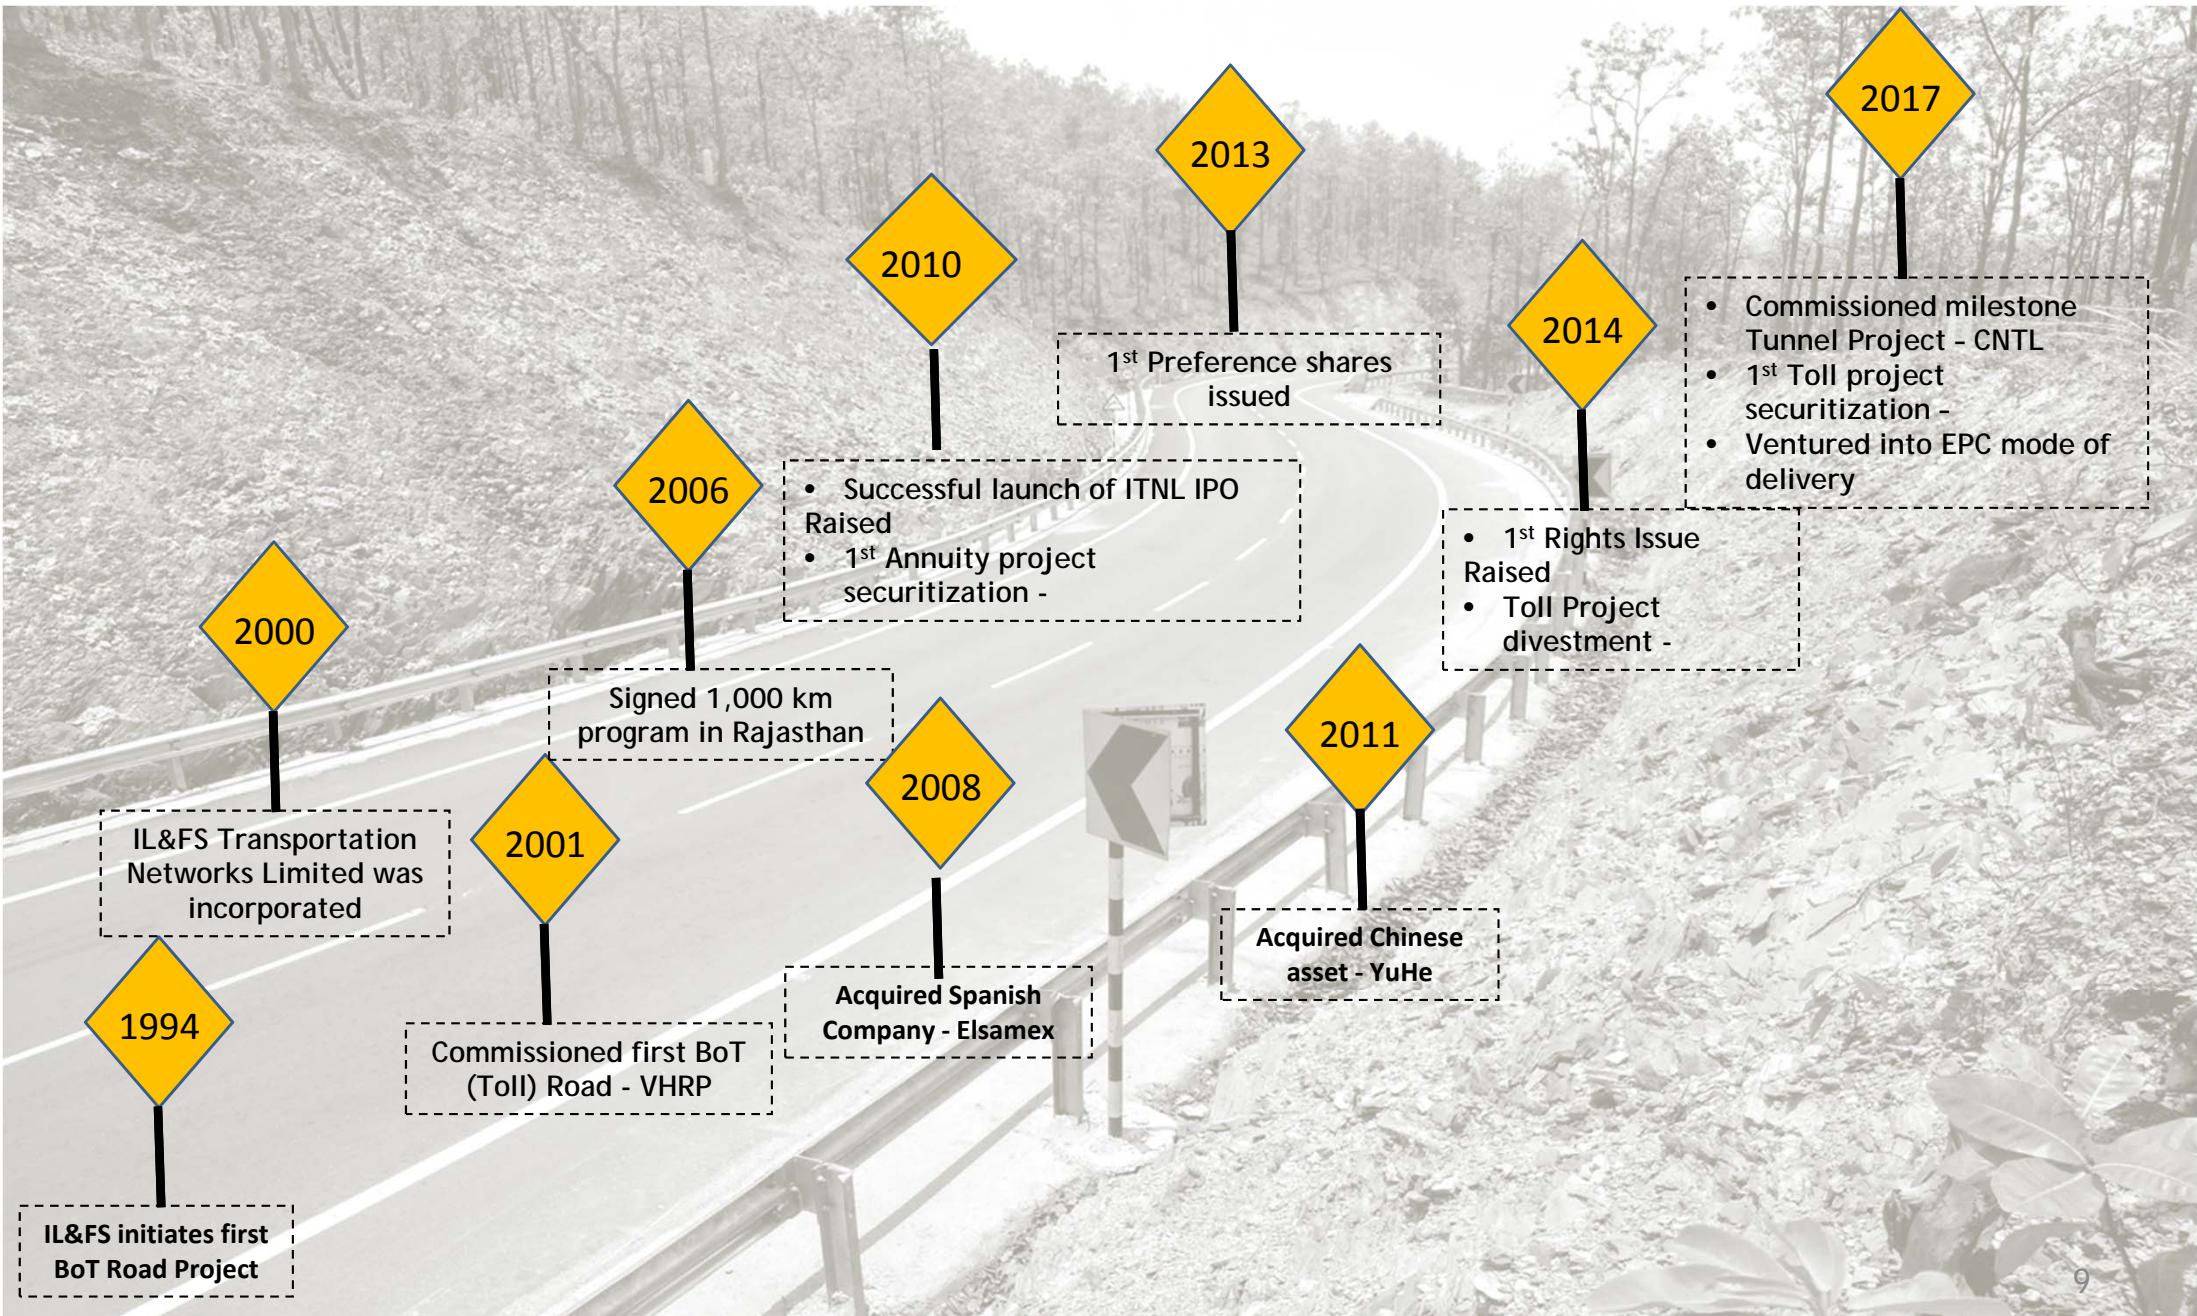 2017
• Commissioned milestone
Tunnel Project - CNTL
• 1st Toll project
securitization -
• Ventured into EPC mode of
delivery
2013
1st Preference shares
issued
2010
• Successful launch of ITNL IPO
Raised
• 1st Annuity project
securitization -
2014
• 1st Rights Issue
Raised
• Toll Project
divestment -
2006
Signed 1,000 km
program in Rajasthan
2000
IL&FS Transportation
Networks Limited was
incorporated
2011
Acquired Chinese
asset - YuHe
2008
Acquired Spanish
Company - Elsamex
2001
Commissioned first BoT
(Toll) Road - VHRP
1994
IL&FS initiates first
BoT Road Project
9